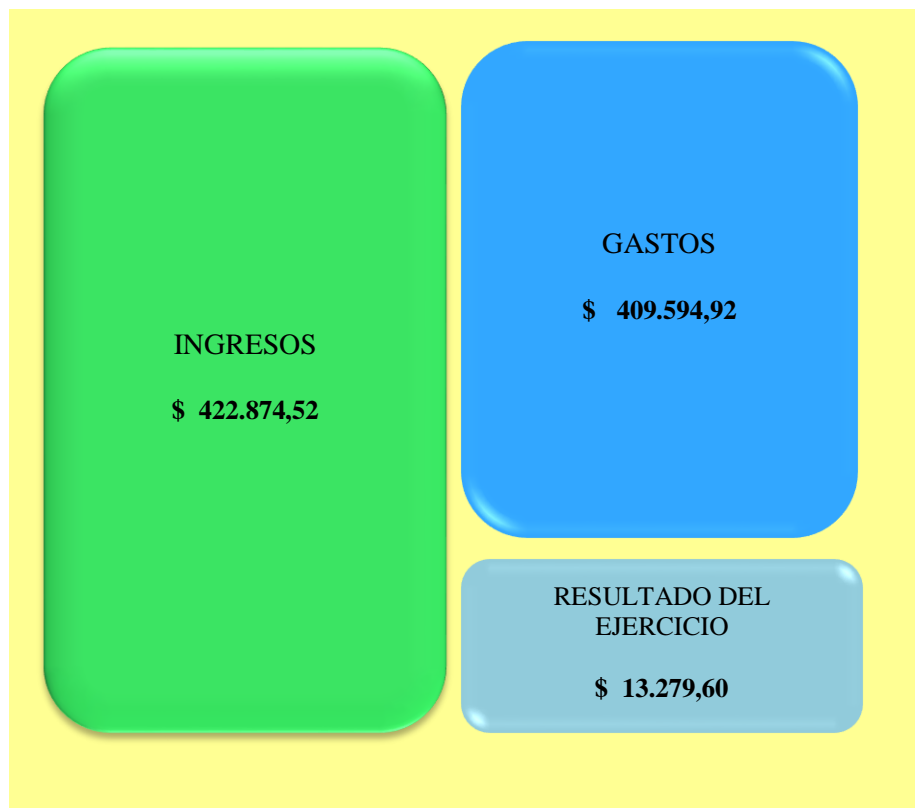 INGRESOS
$ 422.874,52
GASTOS
$ 409.594,92
RESULTADO DEL
EJERCICIO
$ 13.279,60